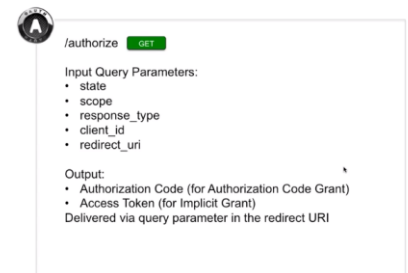 /authorize GET
Input Query Parameters:
• state
• scope
• response_type
• client_id
• redirect_uri
Output:
• Authorization Code (for Authorization Code Grant)
• Access Token (for Implicit Grant)
Delivered via query parameter in the redirect URI